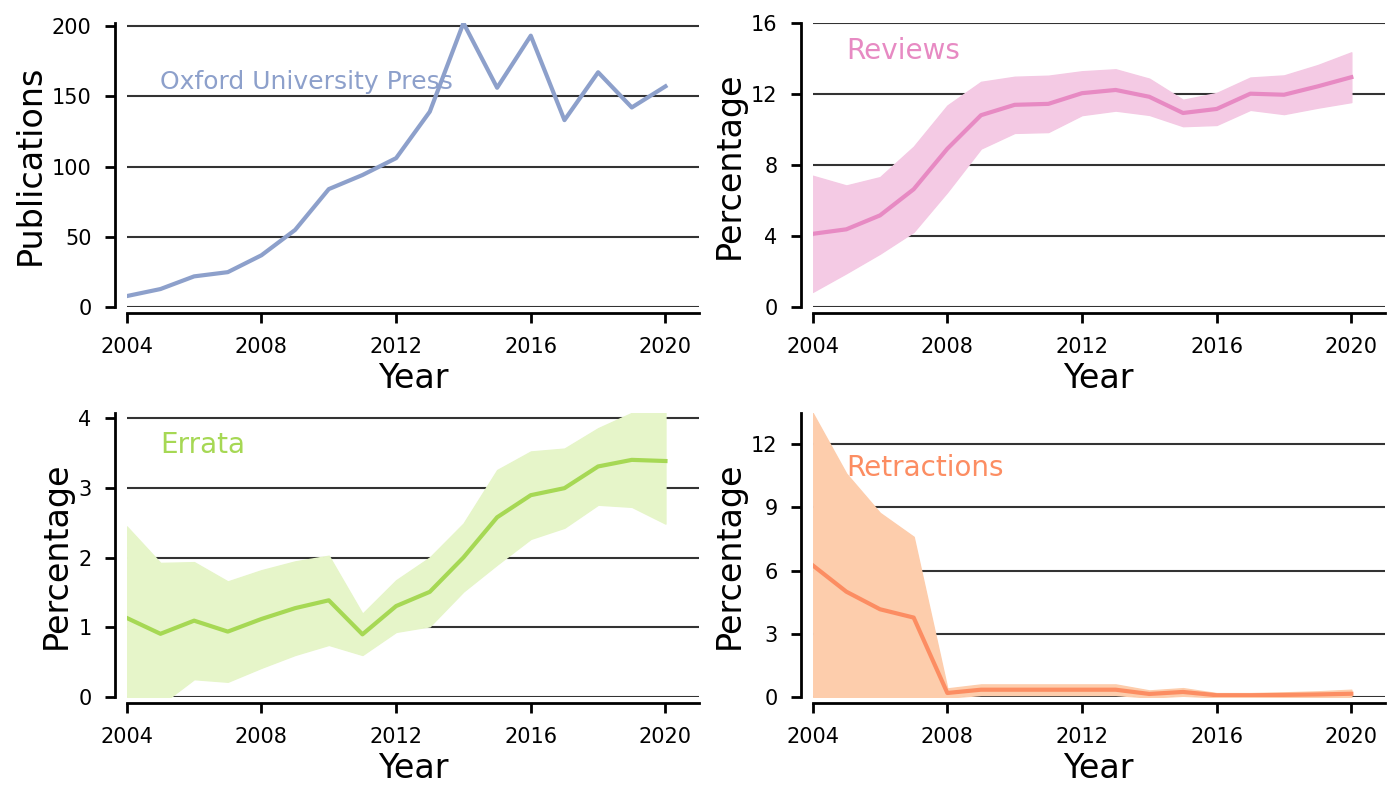 200
150
100
50
0
Publications
Oxford University Press
2004 2008 2012 2016 2020
Year
16
12
8
4
0
Percentage
Reviews
2004 2008 2012 2016 2020
Year
4
3
2
1
0
Percentage
Errata
2004 2008 2012 2016 2020
Year
12
9
6
3
0
Percentage
Retractions
2004 2008 2012 2016 2020
Year